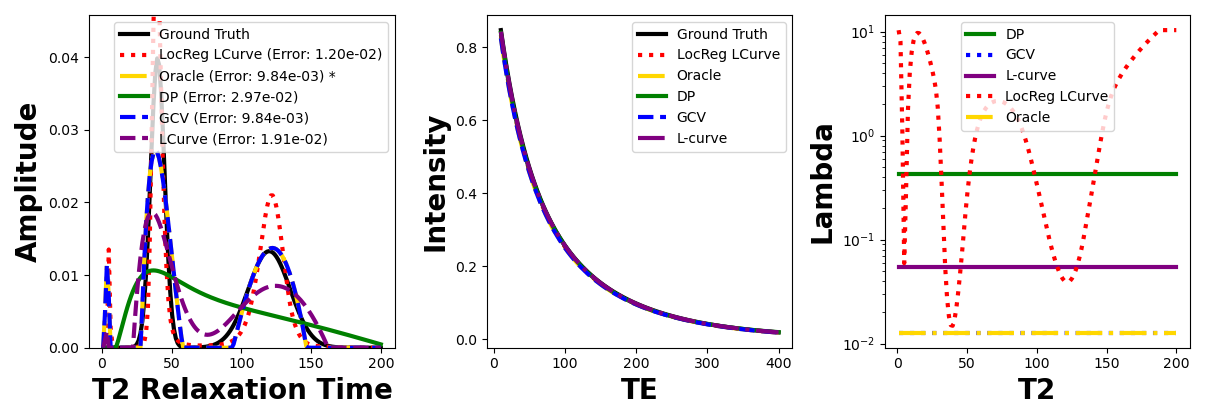 Amplitude
0.04
0.03
0.02
0.01
0.00
0
50
100
150
200
T2 Relaxation Time
Ground Truth
LocReg LCurve (Error: 1.20e-02)
Oracle (Error: 9.84e-03) *
DP (Error: 2.97e-02)
GCV (Error: 9.84e-03)
LCurve (Error: 1.91e-02)
Intensity
0.8
0.6
0.4
0.2
0.0
0
100
200
300
400
TE
Ground Truth
LocReg LCurve
Oracle
DP
GCV
L-curve
Lambda
10¹
10⁰
10⁻¹
10⁻²
0
50
100
150
200
T2
DP
GCV
L-curve
LocReg LCurve
Oracle